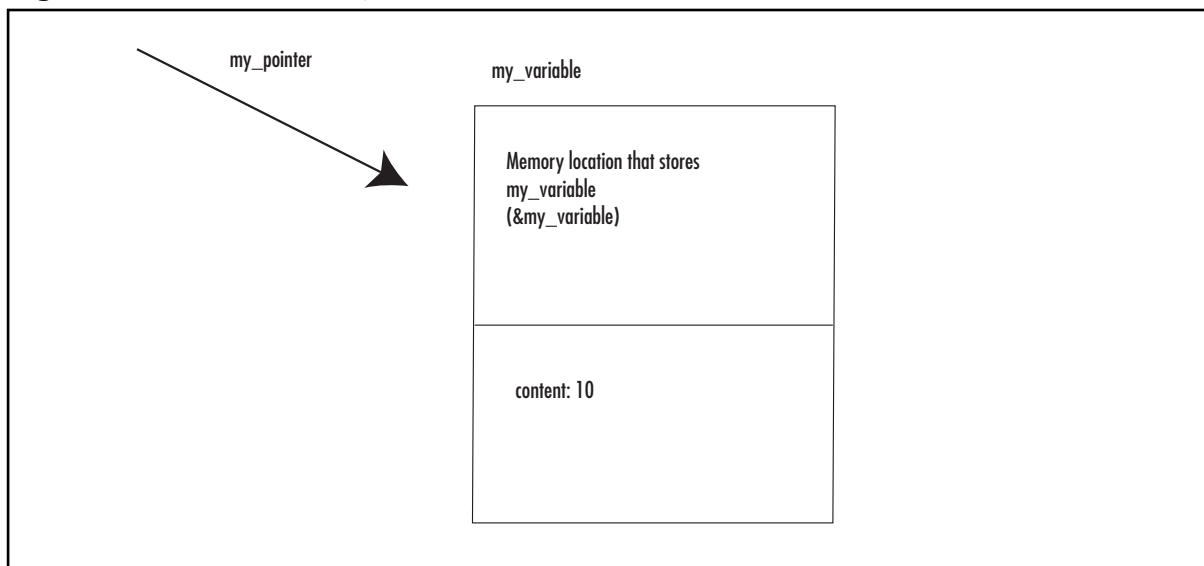 my_pointer
my_variable
Memory location that stores
my_variable
(&my_variable)
content: 10